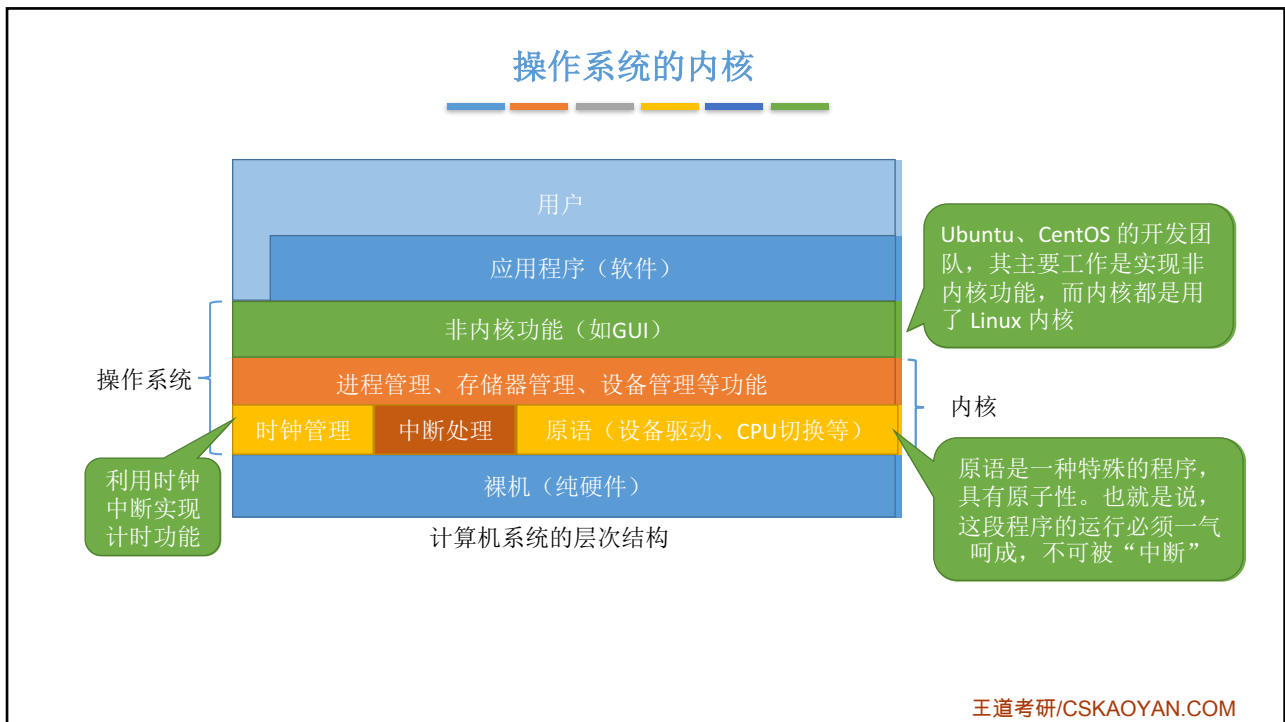 操作系统的内核
用户
应用程序（软件）
Ubuntu、CentOS 的开发团
队，其主要工作是实现非
内核功能，而内核都是用
了 Linux 内核
非内核功能（如GUI）
操作系统
进程管理、存储器管理、设备管理等功能
内核
时钟管理
中断处理
原语（设备驱动、CPU切换等）
利用时钟
中断实现
计时功能
裸机（纯硬件）
原语是一种特殊的程序，
具有原子性。也就是说，
这段程序的运行必须一气
呵成，不可被“中断”
计算机系统的层次结构
王道考研/CSKAOYAN.COM